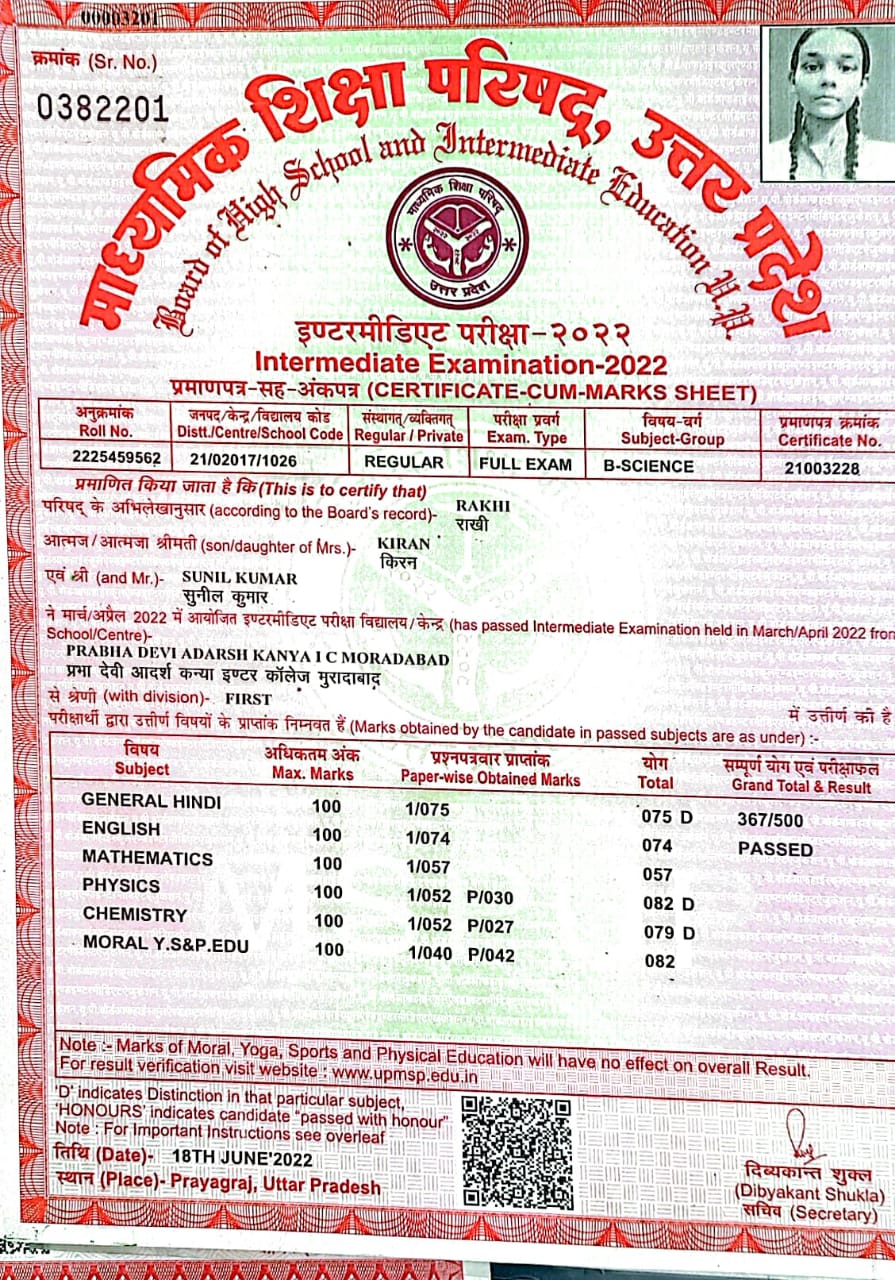 00003201
क्रमांक (Sr. No.)
0382201
माध्यमिक शिक्षा परिषद्, उत्तर प्रदेश
Board of High School and Intermediate Education U.P.
माध्यमिक शिक्षा परिषद्
उत्तर प्रदेश
इण्टरमीडिएट परीक्षा-२०२२
Intermediate Examination-2022
प्रमाणपत्र-सह-अंकपत्र (CERTIFICATE-CUM-MARKS SHEET)
अनुक्रमांक जनपद/केन्द्र/विद्यालय कोड संस्थागत्/व्यक्तिगत् परीक्षा प्रवर्ग विषय-वर्ग प्रमाणपत्र क्रमांक
Roll No. Distt./Centre/School Code Regular / Private Exam. Type Subject-Group Certificate No.
2225459562 21/02017/1026 REGULAR FULL EXAM B-SCIENCE 21003228
प्रमाणित किया जाता है कि (This is to certify that)
परिषद् के अभिलेखानुसार (according to the Board's record)- RAKHI
राखी
आत्मज/आत्मजा श्रीमती (son/daughter of Mrs.)- KIRAN
किरन
एवं श्री (and Mr.)- SUNIL KUMAR
सुनील कुमार
ने मार्च/अप्रैल 2022 में आयोजित इण्टरमीडिएट परीक्षा विद्यालय/केन्द्र (has passed Intermediate Examination held in March/April 2022 from
School/Centre)-
PRABHA DEVI ADARSH KANYA I C MORADABAD
प्रभा देवी आदर्श कन्या इण्टर कॉलेज मुरादाबाद
से श्रेणी (with division)- FIRST में उत्तीर्ण की है
परीक्षार्थी द्वारा उत्तीर्ण विषयों के प्राप्तांक निम्नवत हैं (Marks obtained by the candidate in passed subjects are as under) :-
विषय अधिकतम अंक प्रश्नपत्रवार प्राप्तांक योग सम्पूर्ण योग एवं परीक्षाफल
Subject Max. Marks Paper-wise Obtained Marks Total Grand Total & Result
GENERAL HINDI 100 1/075 075 D 367/500
ENGLISH 100 1/074 074 PASSED
MATHEMATICS 100 1/057 057
PHYSICS 100 1/052 P/030 082 D
CHEMISTRY 100 1/052 P/027 079 D
MORAL Y.S&P.EDU 100 1/040 P/042 082
Note :- Marks of Moral, Yoga, Sports and Physical Education will have no effect on overall Result.
For result verification visit website : www.upmsp.edu.in
'D' indicates Distinction in that particular subject,
'HONOURS' indicates candidate "passed with honour"
Note : For Important Instructions see overleaf
तिथि (Date)- 18TH JUNE'2022
स्थान (Place)- Prayagraj, Uttar Pradesh
दिव्यकान्त शुक्ल
(Dibyakant Shukla)
सचिव (Secretary)